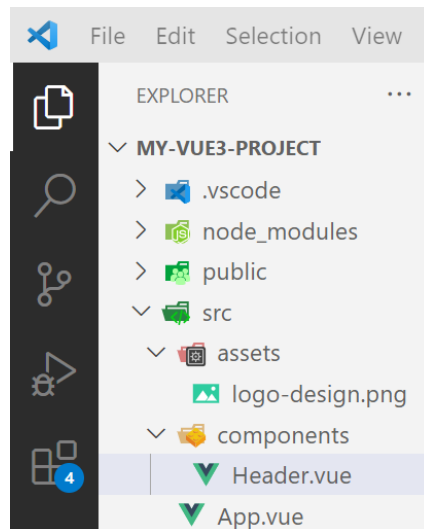 File Edit Selection View
EXPLORER ...
MY-VUE3-PROJECT
.vscode
node_modules
public
src
assets
logo-design.png
components
Header.vue
App.vue
4